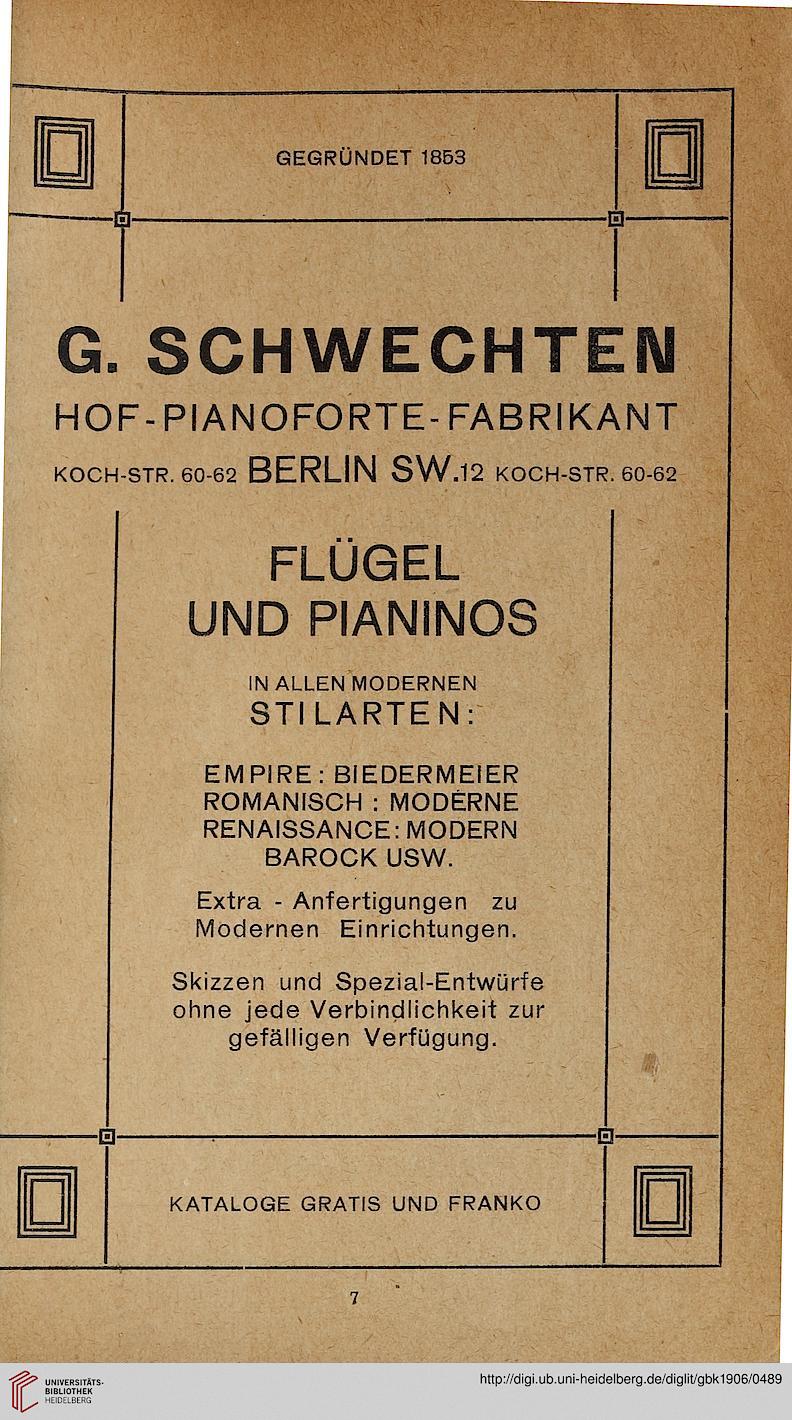 GEGRÜNDET 1853
G. SCHWECHTEN
HOF-PIANOFORTE-FABRIKANT
KOCH-STR. 60-62 BERLIN SW.12 KOCH-STR. 60-62
FLÜGEL
UND PIANINOS
IN ALLEN MODERNEN
STILARTEN:
EMPIRE : BIEDERMEIER
ROMANISCH : MODERNE
RENAISSANCE : MODERN
BAROCK USW.
Extra - Anfertigungen zu
Modernen Einrichtungen.
Skizzen und Spezial-Entwürfe
ohne jede Verbindlichkeit zur
gefälligen Verfügung.
KATALOGE GRATIS UND FRANKO
7
UNIVERSITÄTS-
BIBLIOTHEK
HEIDELBERG
http://digi.ub.uni-heidelberg.de/diglit/gbk1906/0489